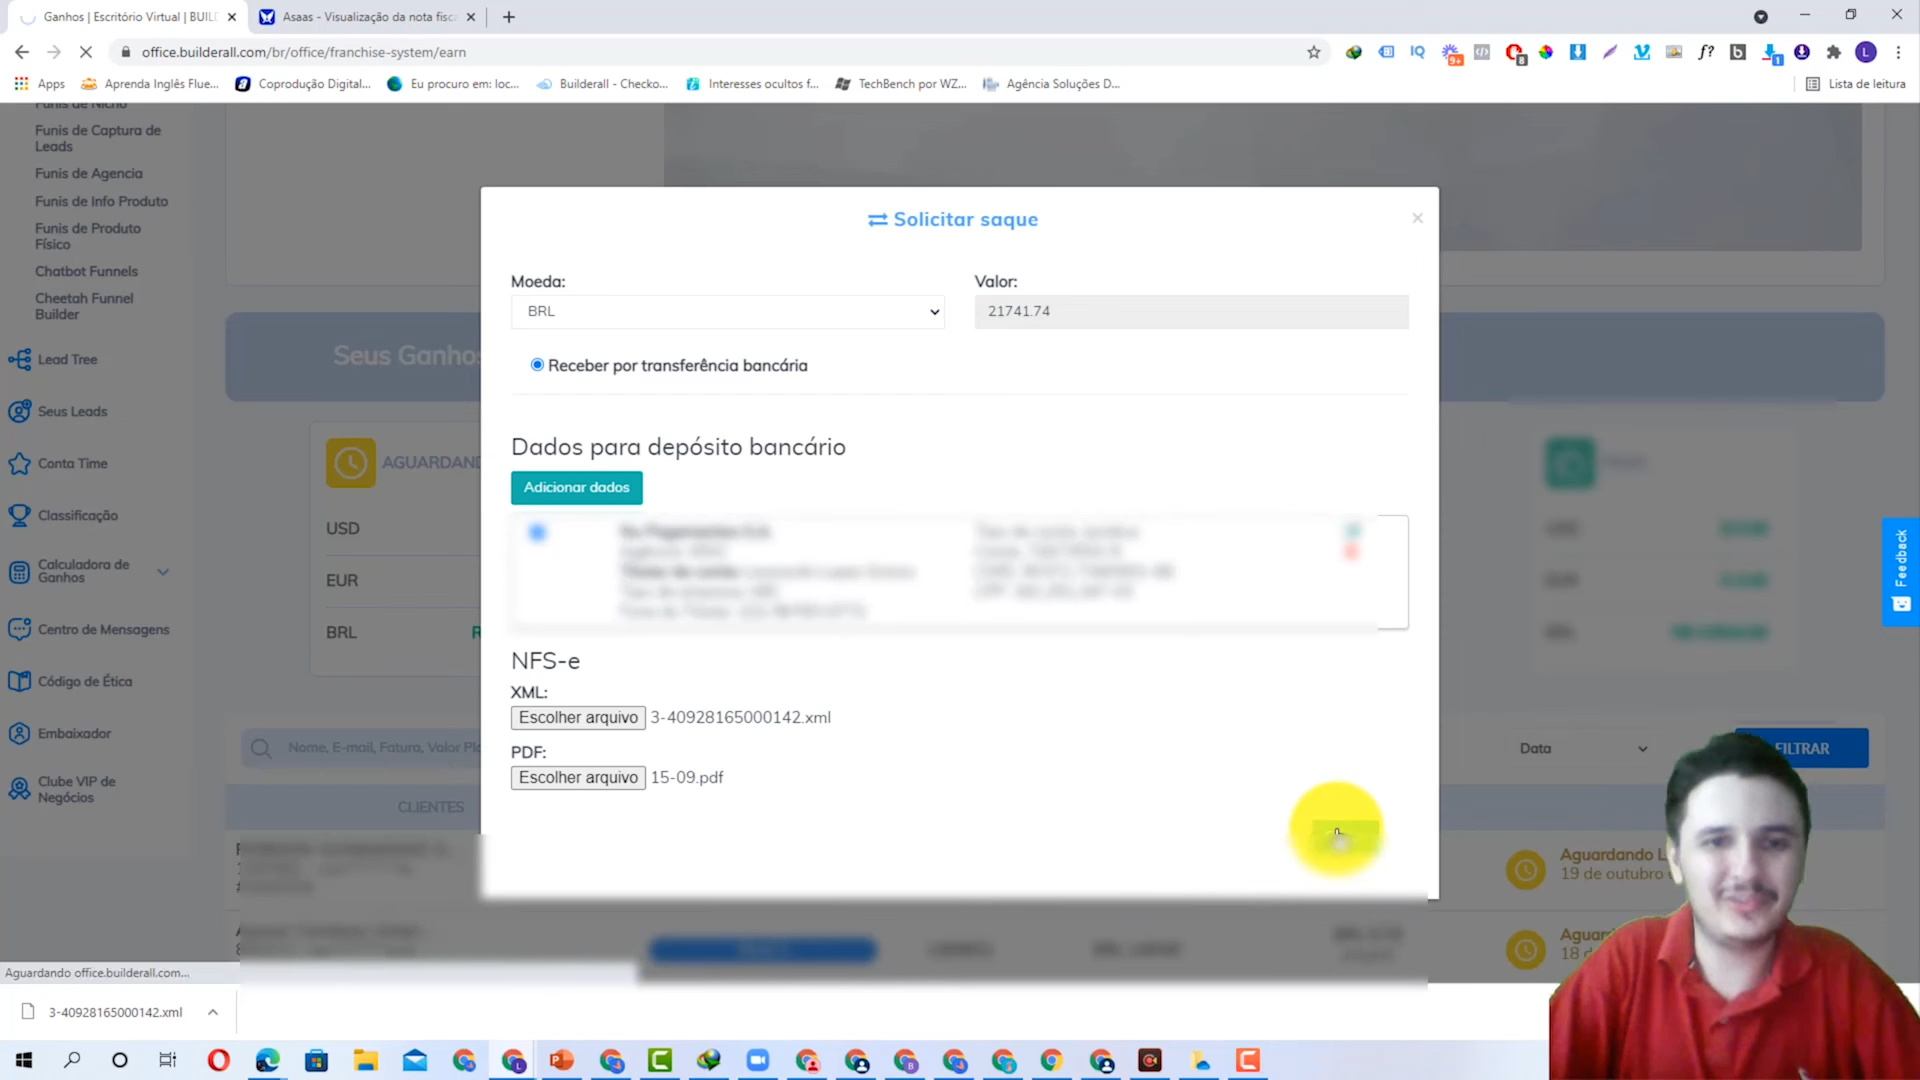 Ganhos | Escritório Virtual | BUILD
Asaas - Visualização da nota fisca
office.builderall.com/br/office/franchise-system/earn
Apps
Aprenda Inglês Flue...
Coprodução Digital...
Eu procuro em: loc...
Builderall - Checko...
Interesses ocultos f...
TechBench por WZ...
Agência Soluções D...
Lista de leitura
Funis de Nicho
Funis de Captura de
Leads
Funis de Agencia
Funis de Info Produto
Funis de Produto
Físico
Chatbot Funnels
Cheetah Funnel
Builder
Lead Tree
Seus Leads
Conta Time
Classificação
Calculadora de
Ganhos
Centro de Mensagens
Código de Ética
Embaixador
Clube VIP de
Negócios
Seus Ganhos
AGUARDAND
USD
EUR
BRL
R
Nome, E-mail, Fatura, Valor Pla
CLIENTES
Solicitar saque
Moeda:
BRL
Valor:
21741.74
Receber por transferência bancária
Dados para depósito bancário
Adicionar dados
NFS-e
XML:
Escolher arquivo 3-40928165000142.xml
PDF:
Escolher arquivo 15-09.pdf
Data
FILTRAR
Aguardando L
19 de outubro
Aguar
18 d
Feedback
Aguardando office.builderall.com...
3-40928165000142.xml